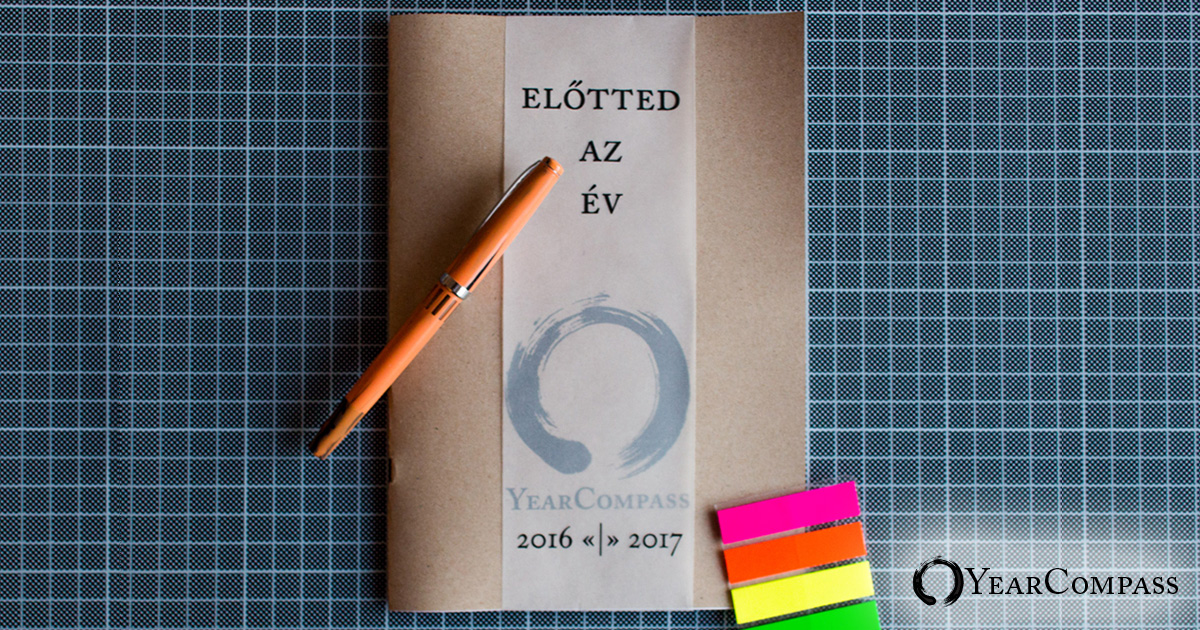 ELŐTTED
AZ
ÉV
YEARCOMPASS
2016 «|» 2017
YEARCOMPASS